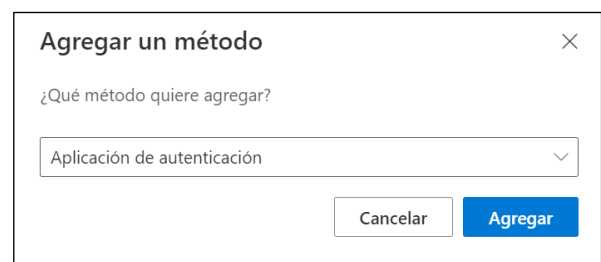 Agregar un método
¿Qué método quiere agregar?
Aplicación de autenticación
Cancelar
Agregar